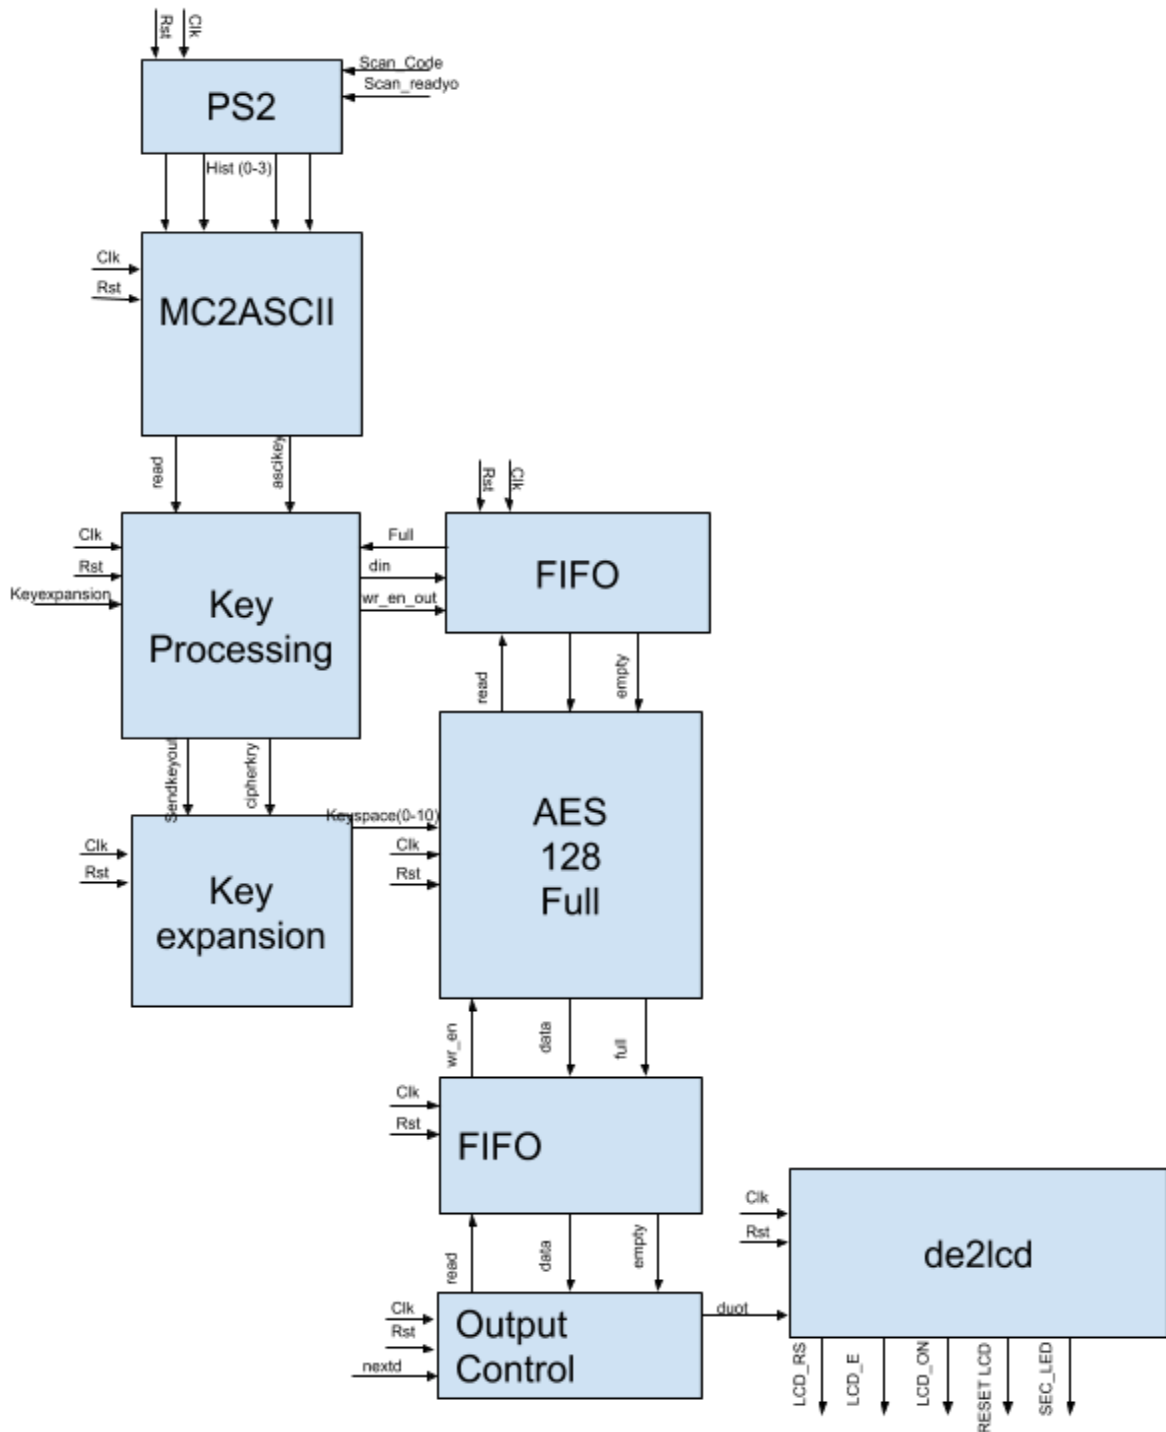 Rst
Clk
Scan_Code
Scan_readyo
PS2
Hist (0-3)
Clk
Rst
MC2ASCII
read
ascikey
Rst
Clk
Clk
Rst
Keyexpansion
Key
Processing
Full
din
wr_en_out
FIFO
read
empty
Sendkeyout
cipherkry
Keyspace(0-10)
Clk
Rst
AES
128
Full
Clk
Rst
Key
expansion
wr_en
data
full
Clk
Rst
FIFO
read
data
empty
Clk
Rst
de2lcd
Clk
Rst
nextd
Output
Control
duot
LCD_RS
LCD_E
LCD_ON
RESET LCD
SEC_LED